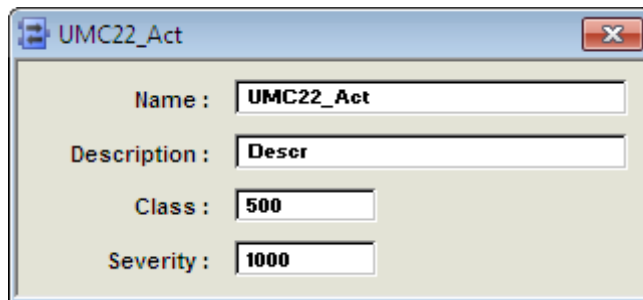 UMC22_Act
Name : UMC22_Act
Description : Descr
Class : 500
Severity : 1000